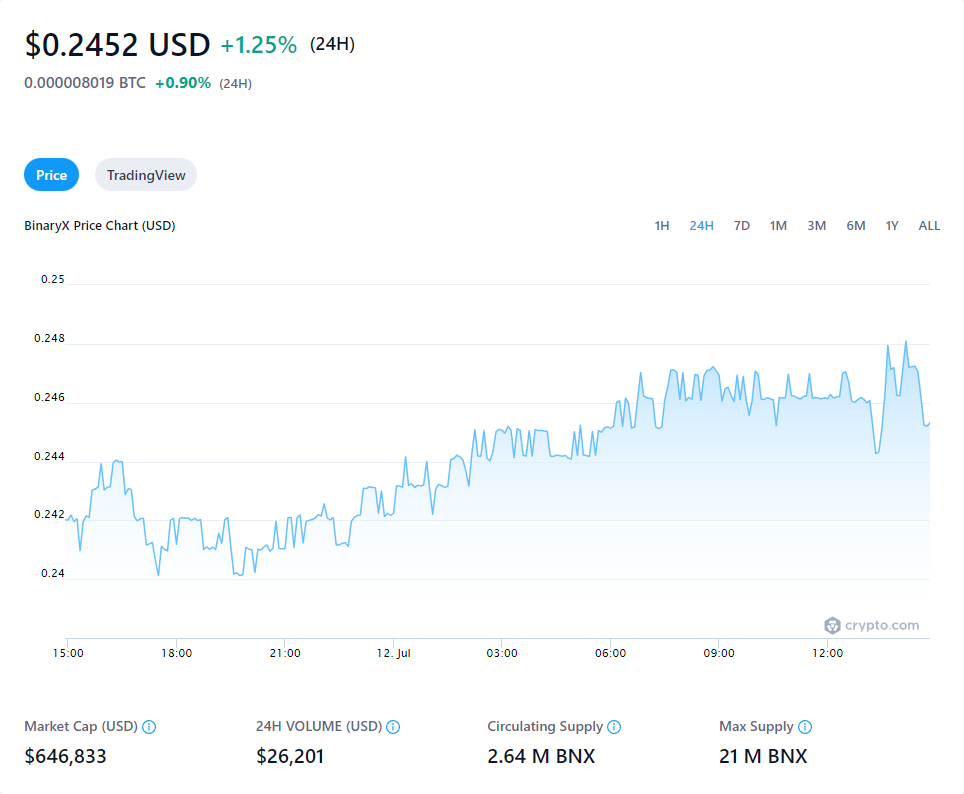 $0.2452 USD +1.25% (24H)
0.000008019 BTC +0.90% (24H)
Price TradingView
BinaryX Price Chart (USD) 1H 24H 7D 1M 3M 6M 1Y ALL
0.25
0.248
0.246
0.244
0.242
0.24
crypto.com
15:00 18:00 21:00 12. Jul 03:00 06:00 09:00 12:00
Market Cap (USD) 24H VOLUME (USD) Circulating Supply Max Supply
$646,833 $26,201 2.64 M BNX 21 M BNX